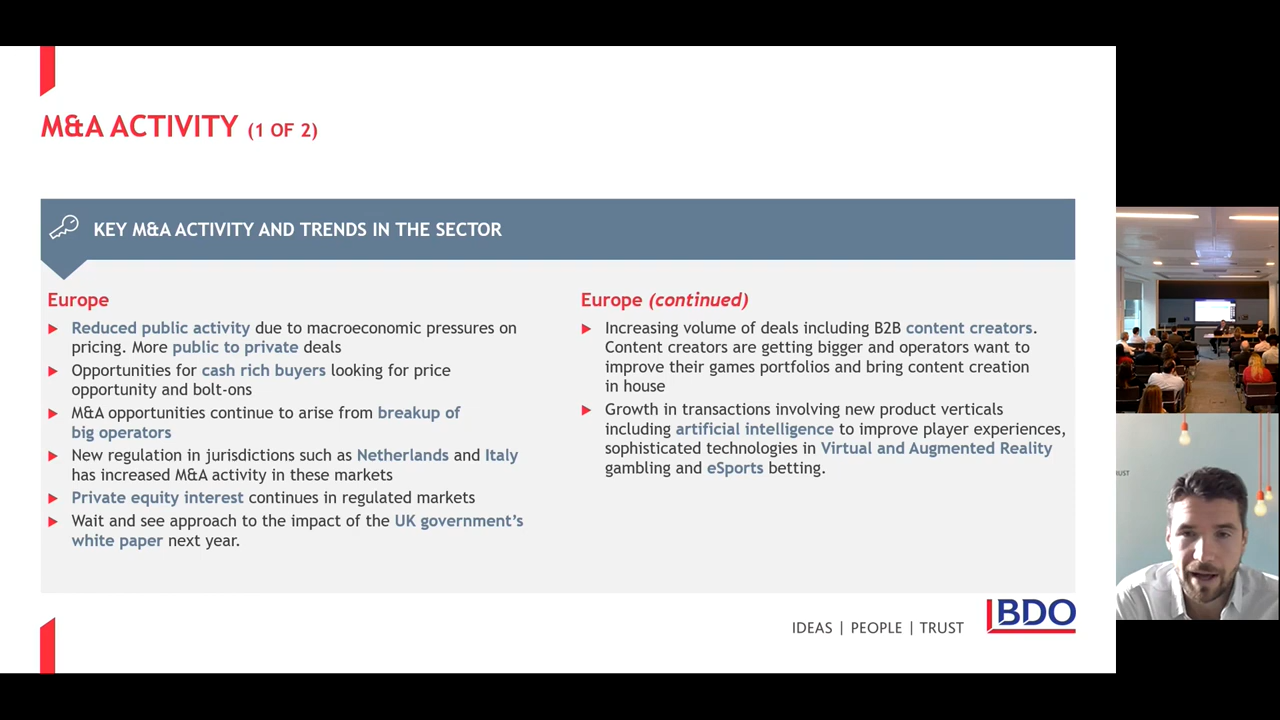 M&A ACTIVITY (1 OF 2)
KEY M&A ACTIVITY AND TRENDS IN THE SECTOR
Europe
Reduced public activity due to macroeconomic pressures on
pricing. More public to private deals
Opportunities for cash rich buyers looking for price
opportunity and bolt-ons
M&A opportunities continue to arise from breakup of
big operators
New regulation in jurisdictions such as Netherlands and Italy
has increased M&A activity in these markets
Private equity interest continues in regulated markets
Wait and see approach to the impact of the UK government’s
white paper next year.
Europe (continued)
Increasing volume of deals including B2B content creators.
Content creators are getting bigger and operators want to
improve their games portfolios and bring content creation
in house
Growth in transactions involving new product verticals
including artificial intelligence to improve player experiences,
sophisticated technologies in Virtual and Augmented Reality
gambling and eSports betting.
IDEAS | PEOPLE | TRUST
BDO